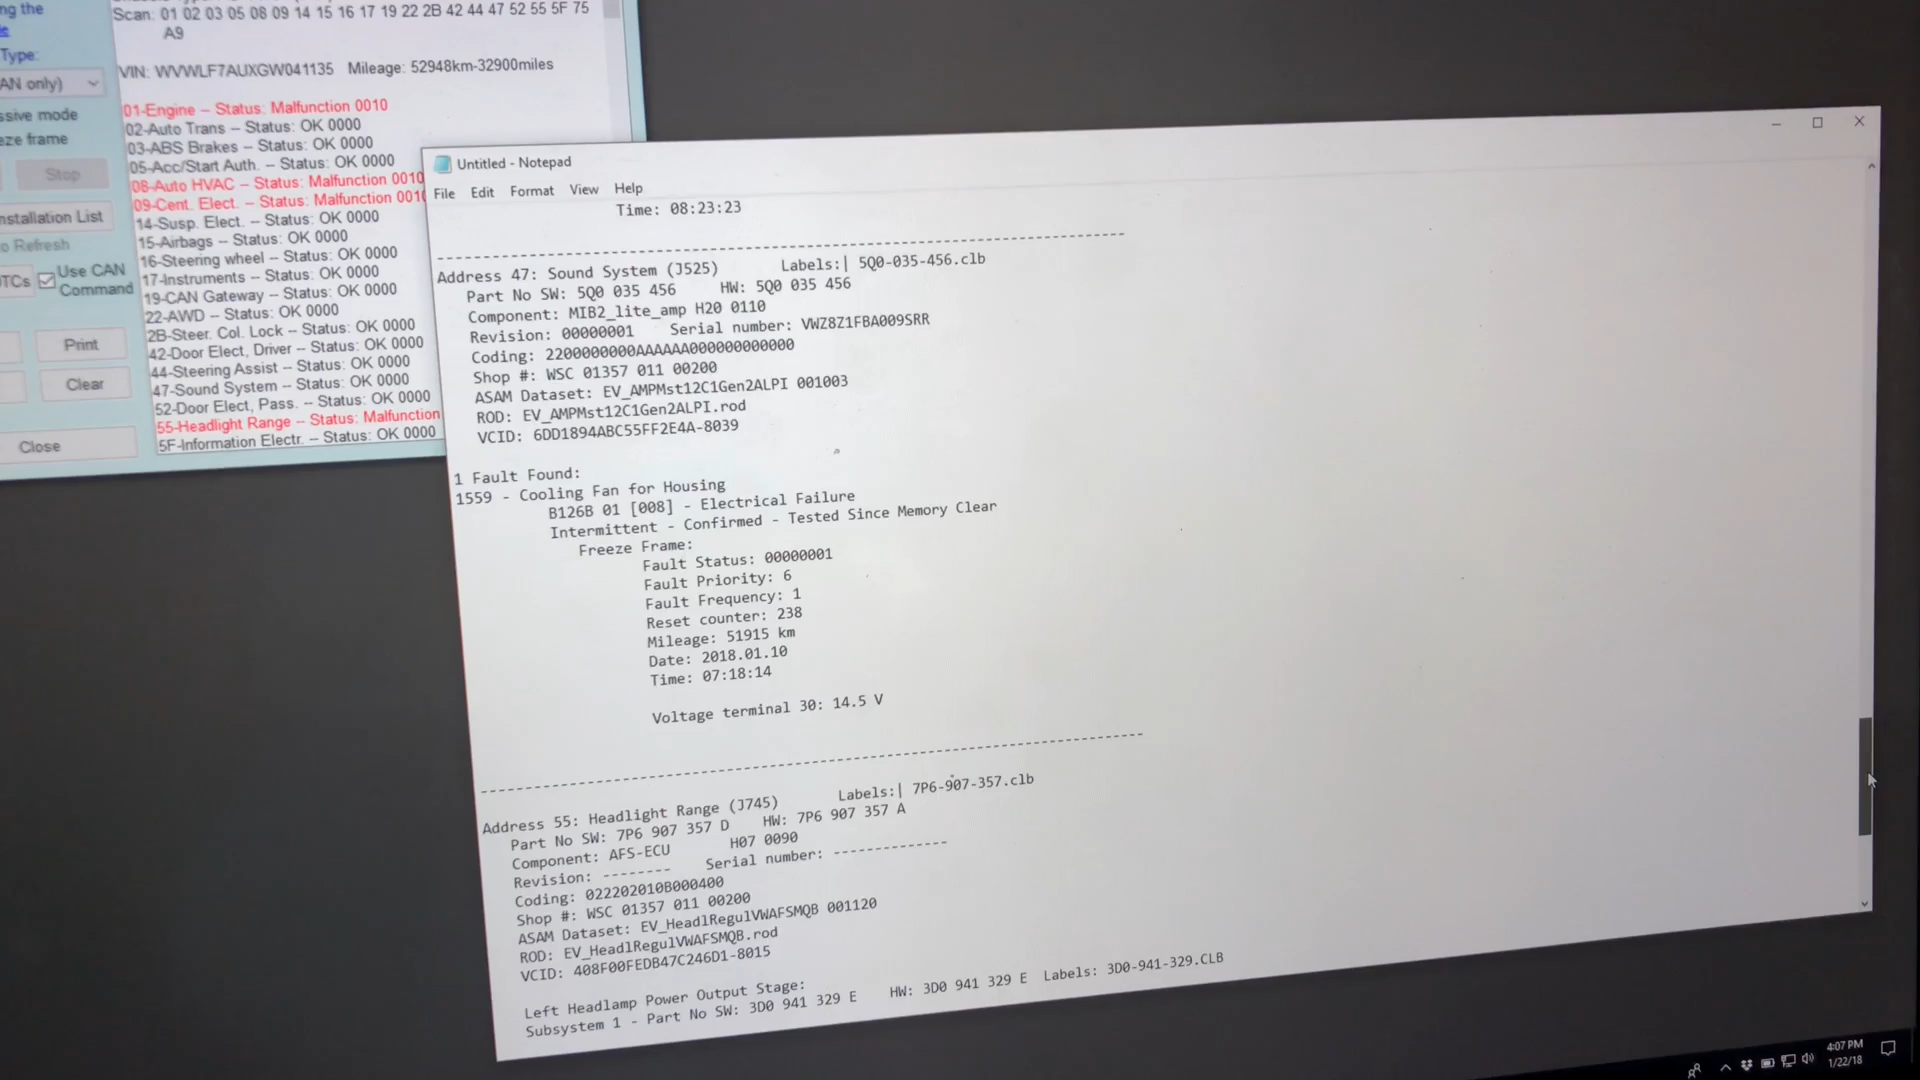 ng the
Type:
AN only)
ssive mode
eze frame
Stop
nstallation List
o Refresh
TCs
Use CAN
Command
Print
Clear
Close
Scan: 01 02 03 05 08 09 14 15 16 17 19 22 2B 42 44 47 52 55 5F 75
A9
VIN: WVWLF7AUXGW041135 Mileage: 52948km-32900miles
01-Engine -- Status: Malfunction 0010
02-Auto Trans -- Status: OK 0000
03-ABS Brakes -- Status: OK 0000
05-Acc/Start Auth. -- Status: OK 0000
08-Auto HVAC -- Status: Malfunction 0010
09-Cent. Elect. -- Status: Malfunction 0010
14-Susp. Elect. -- Status: OK 0000
15-Airbags -- Status: OK 0000
16-Steering wheel -- Status: OK 0000
17-Instruments -- Status: OK 0000
19-CAN Gateway -- Status: OK 0000
22-AWD -- Status: OK 0000
2B-Steer. Col. Lock -- Status: OK 0000
42-Door Elect, Driver -- Status: OK 0000
44-Steering Assist -- Status: OK 0000
47-Sound System -- Status: OK 0000
52-Door Elect, Pass. -- Status: OK 0000
55-Headlight Range -- Status: Malfunction
5F-Information Electr. -- Status: OK 0000
Untitled - Notepad
File Edit Format View Help
Time: 08:23:23
-------------------------------------------------------------------------------
Address 47: Sound System (J525) Labels:| 5Q0-035-456.clb
Part No SW: 5Q0 035 456 HW: 5Q0 035 456
Component: MIB2_lite_amp H20 0110
Revision: 00000001 Serial number: VWZ8Z1FBA009SRR
Coding: 2200000000AAAAAA000000000000
Shop #: WSC 01357 011 00200
ASAM Dataset: EV_AMPMst12C1Gen2ALPI 001003
ROD: EV_AMPMst12C1Gen2ALPI.rod
VCID: 6DD1894ABC55FF2E4A-8039
1 Fault Found:
1559 - Cooling Fan for Housing
B126B 01 [008] - Electrical Failure
Intermittent - Confirmed - Tested Since Memory Clear
Freeze Frame:
Fault Status: 00000001
Fault Priority: 6
Fault Frequency: 1
Reset counter: 238
Mileage: 51915 km
Date: 2018.01.10
Time: 07:18:14
Voltage terminal 30: 14.5 V
-------------------------------------------------------------------------------
Address 55: Headlight Range (J745) Labels:| 7P6-907-357.clb
Part No SW: 7P6 907 357 D HW: 7P6 907 357 A
Component: AFS-ECU H07 0090
Revision: -------- Serial number: --------------
Coding: 022202010B000400
Shop #: WSC 01357 011 00200
ASAM Dataset: EV_HeadlRegulVWAFSMQB 001120
ROD: EV_HeadlRegulVWAFSMQB.rod
VCID: 408F00FEDB47C246D1-8015
Left Headlamp Power Output Stage:
Subsystem 1 - Part No SW: 3D0 941 329 E HW: 3D0 941 329 E Labels: 3D0-941-329.CLB
4:07 PM
1/22/18